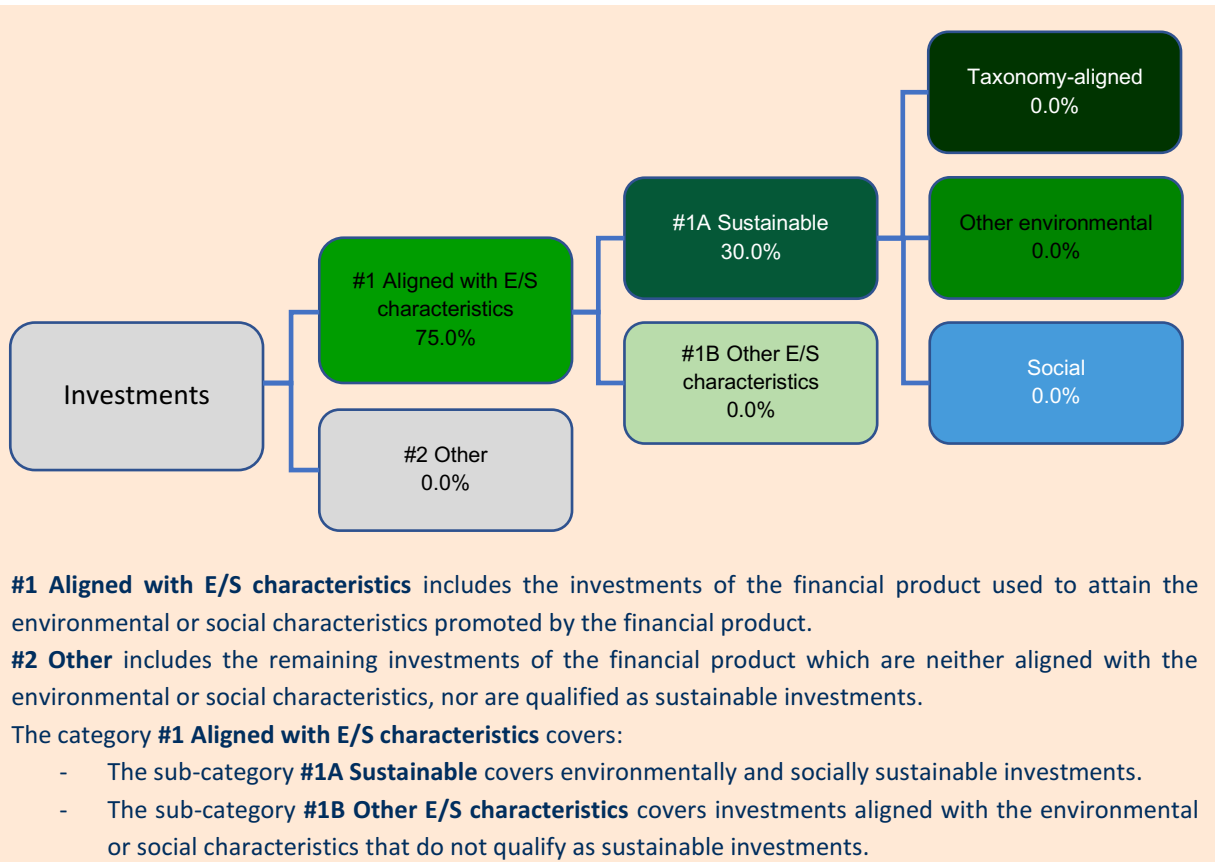 Taxonomy-aligned
0.0%
#1A Sustainable
30.0%
Other environmental
0.0%
#1 Aligned with E/S
characteristics
75.0%
#1B Other E/S
characteristics
0.0%
Social
0.0%
Investments
#2 Other
0.0%
#1 Aligned with E/S characteristics includes the investments of the financial product used to attain the
environmental or social characteristics promoted by the financial product.
#2 Other includes the remaining investments of the financial product which are neither aligned with the
environmental or social characteristics, nor are qualified as sustainable investments.
The category #1 Aligned with E/S characteristics covers:
- The sub-category #1A Sustainable covers environmentally and socially sustainable investments.
- The sub-category #1B Other E/S characteristics covers investments aligned with the environmental
or social characteristics that do not qualify as sustainable investments.